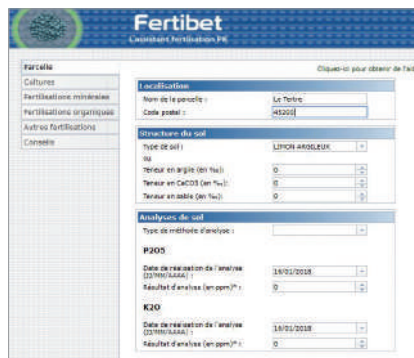 Fertibet
L'assistant fertilisation PK
Parcelle
Cultures
Fertilisations minérales
Fertilisations organiques
Autres fertilisations
Conseils
Cliquez-ici pour obtenir de l'aid
Localisation
Nom de la parcelle : Le Tertre
Code postal : 45200
Structure du sol
Type de sol : LIMON ARGILEUX
ou
Teneur en argile (en ‰): 0
Teneur en CaCO3 (en ‰): 0
Teneur en sable (en ‰): 0
Analyses de sol
Type de méthode d'analyse :
P2O5
Date de réalisation de l'analyse
(JJ/MM/AAAA) : 16/01/2018
Résultat d'analyse (en ppm)* : 0
K2O
Date de réalisation de l'analyse
(JJ/MM/AAAA) : 16/01/2018
Résultat d'analyse (en ppm)* : 0